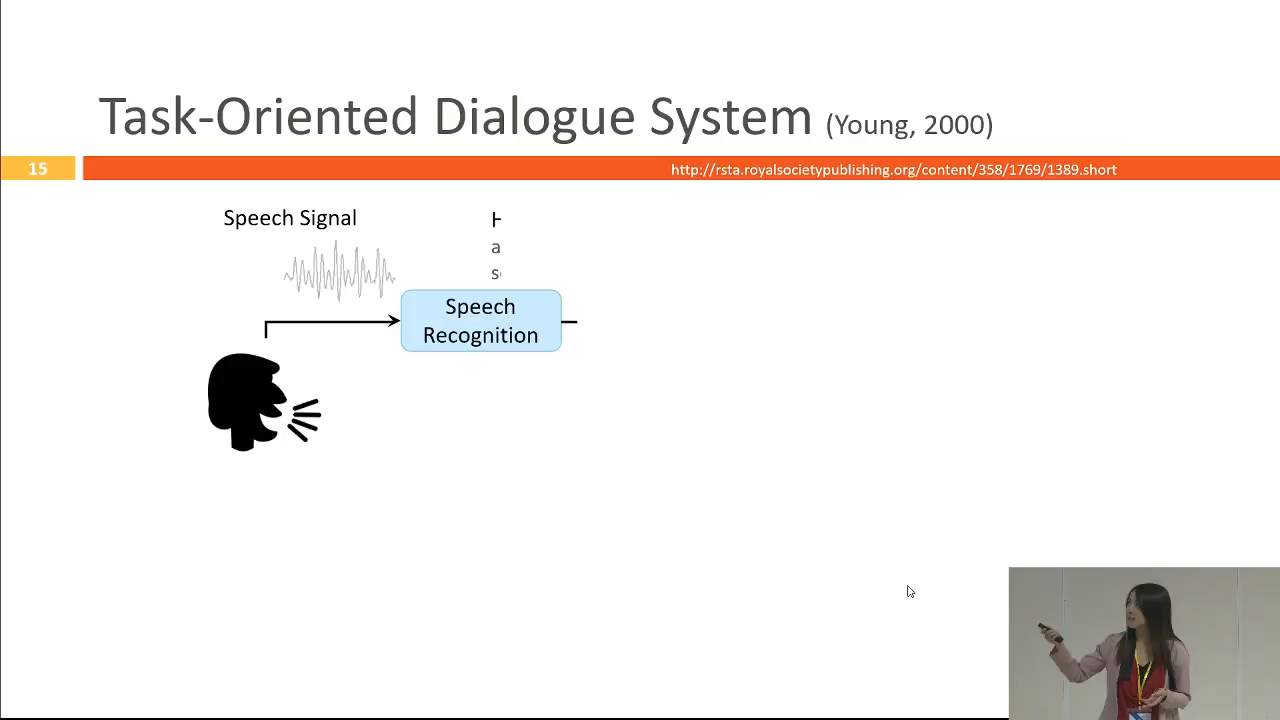 Task-Oriented Dialogue System (Young, 2000)
15
http://rsta.royalsocietypublishing.org/content/358/1769/1389.short
Speech Signal
Speech
Recognition